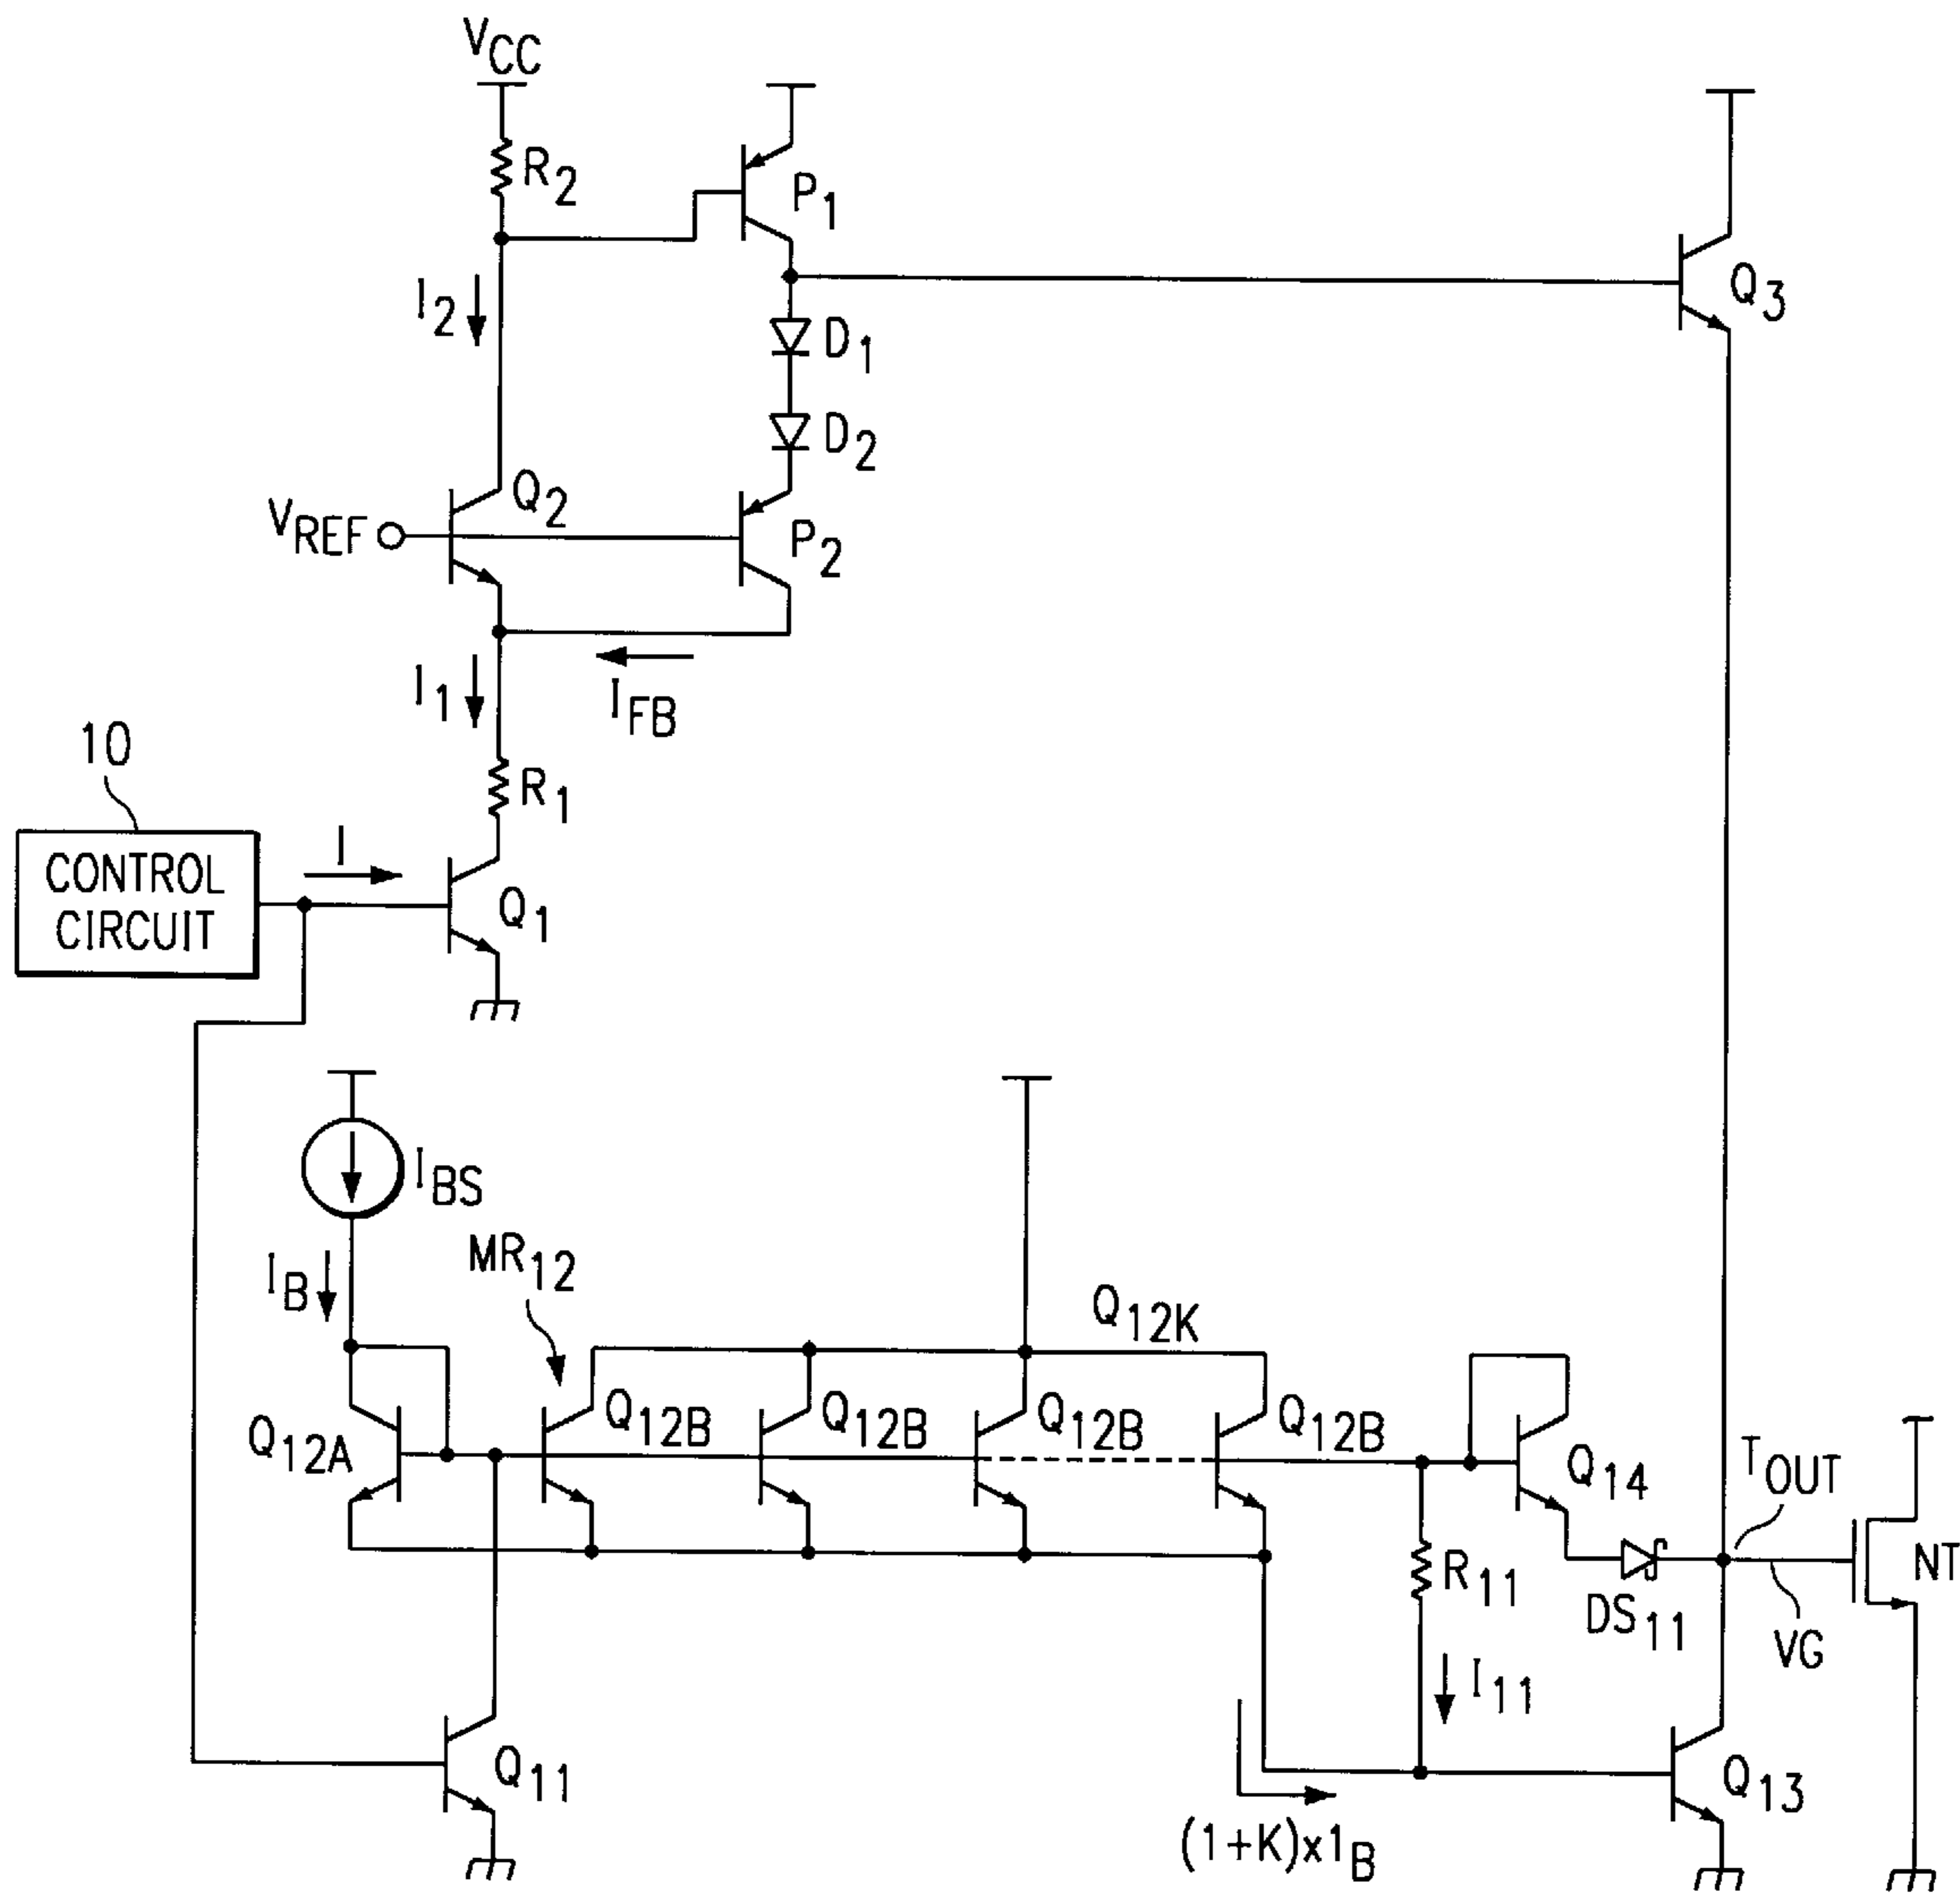 VCC
R2
P1
Q3
I2
D1
D2
Q2
VREF
P2
I1
IFB
10
R1
CONTROL
CIRCUIT
I
Q1
IBS
IB
MR12
Q12K
Q12A
Q12B
Q12B
Q12B
Q12B
Q14
TOUT
R11
DS11
NT
VG
I11
Q11
Q13
(1+K)x1B